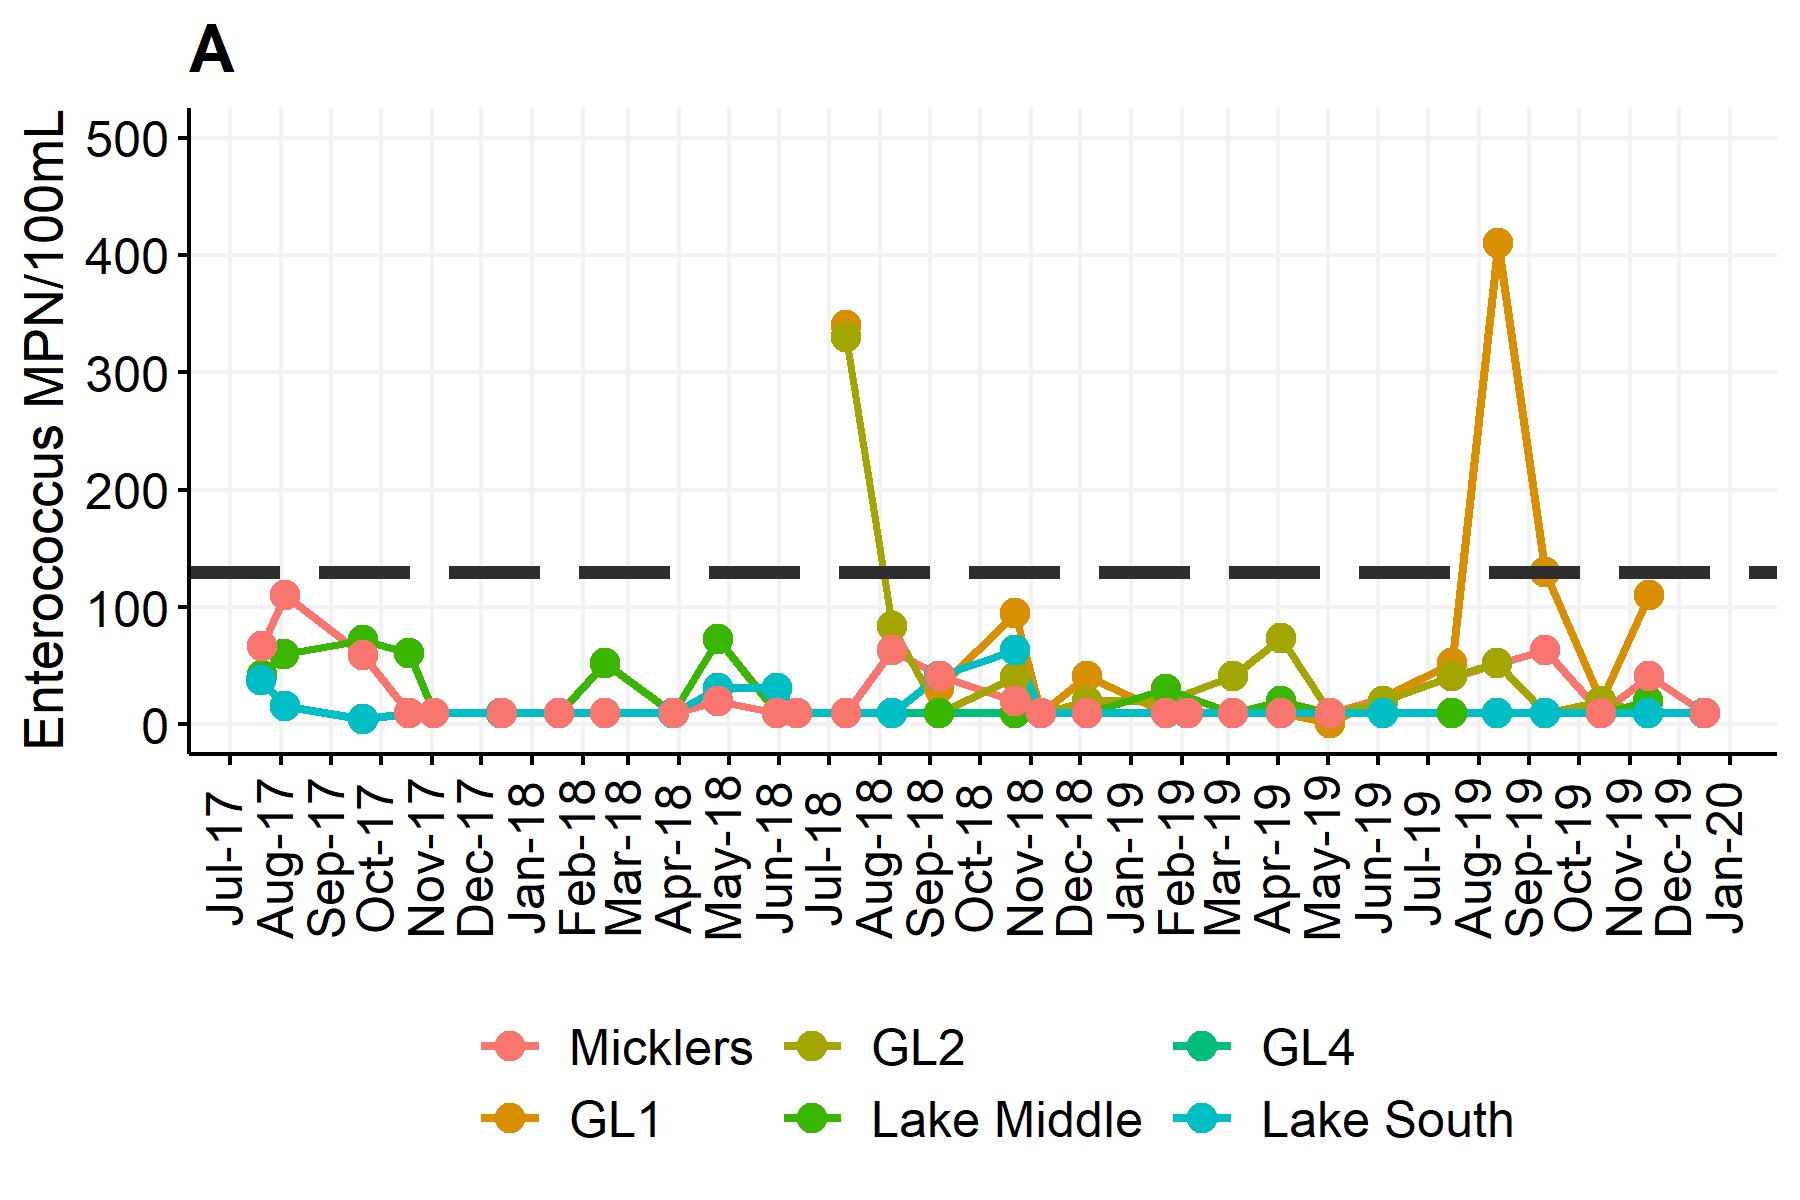 A
Enterococcus MPN/100mL
500
400
300
200
100
0
Jul-17
Aug-17
Sep-17
Oct-17
Nov-17
Dec-17
Jan-18
Feb-18
Mar-18
Apr-18
May-18
Jun-18
Jul-18
Aug-18
Sep-18
Oct-18
Nov-18
Dec-18
Jan-19
Feb-19
Mar-19
Apr-19
May-19
Jun-19
Jul-19
Aug-19
Sep-19
Oct-19
Nov-19
Dec-19
Jan-20
Micklers GL2 GL4
GL1 Lake Middle Lake South